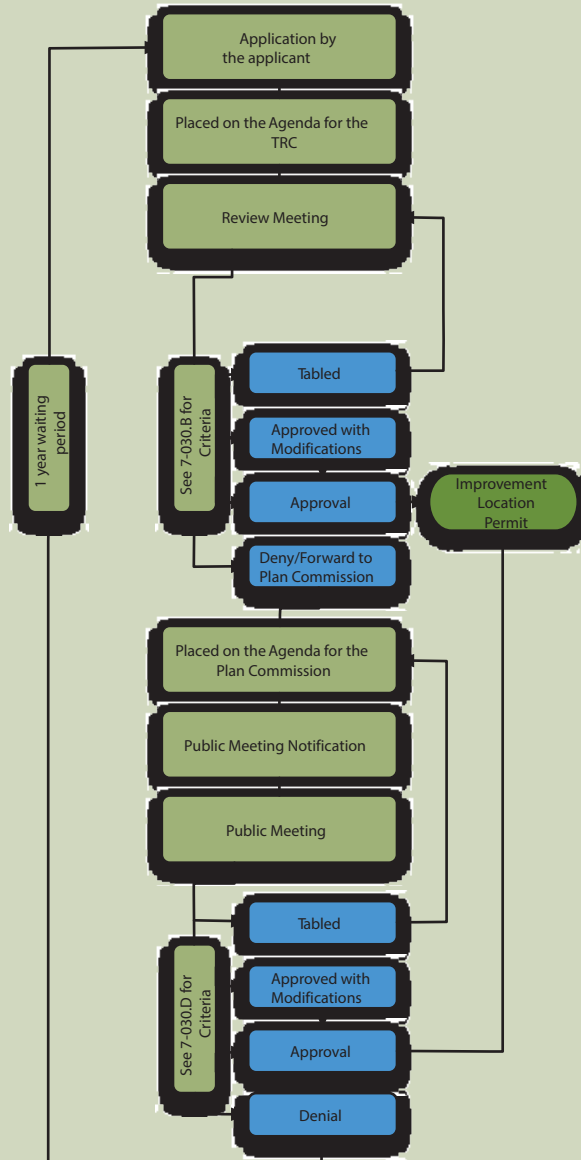 Application by
the applicant
Placed on the Agenda for the
TRC
Review Meeting
1 year waiting
period
See 7-030.B for
Criteria
Tabled
Approved with
Modifications
Approval
Improvement
Location
Permit
Deny/Forward to
Plan Commission
Placed on the Agenda for the
Plan Commission
Public Meeting Notification
Public Meeting
See 7-030.D for
Criteria
Tabled
Approved with
Modifications
Approval
Denial